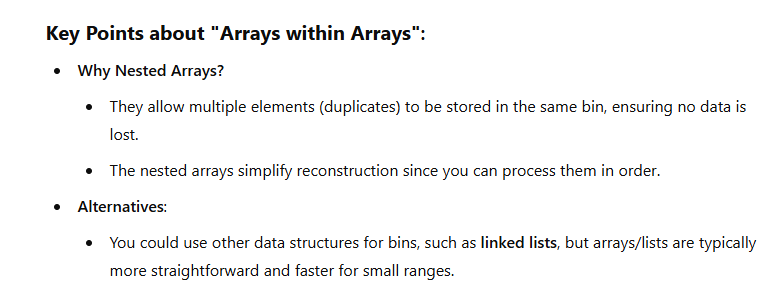 Key Points about "Arrays within Arrays":
Why Nested Arrays?
They allow multiple elements (duplicates) to be stored in the same bin, ensuring no data is
lost.
The nested arrays simplify reconstruction since you can process them in order.
Alternatives:
You could use other data structures for bins, such as linked lists, but arrays/lists are typically
more straightforward and faster for small ranges.